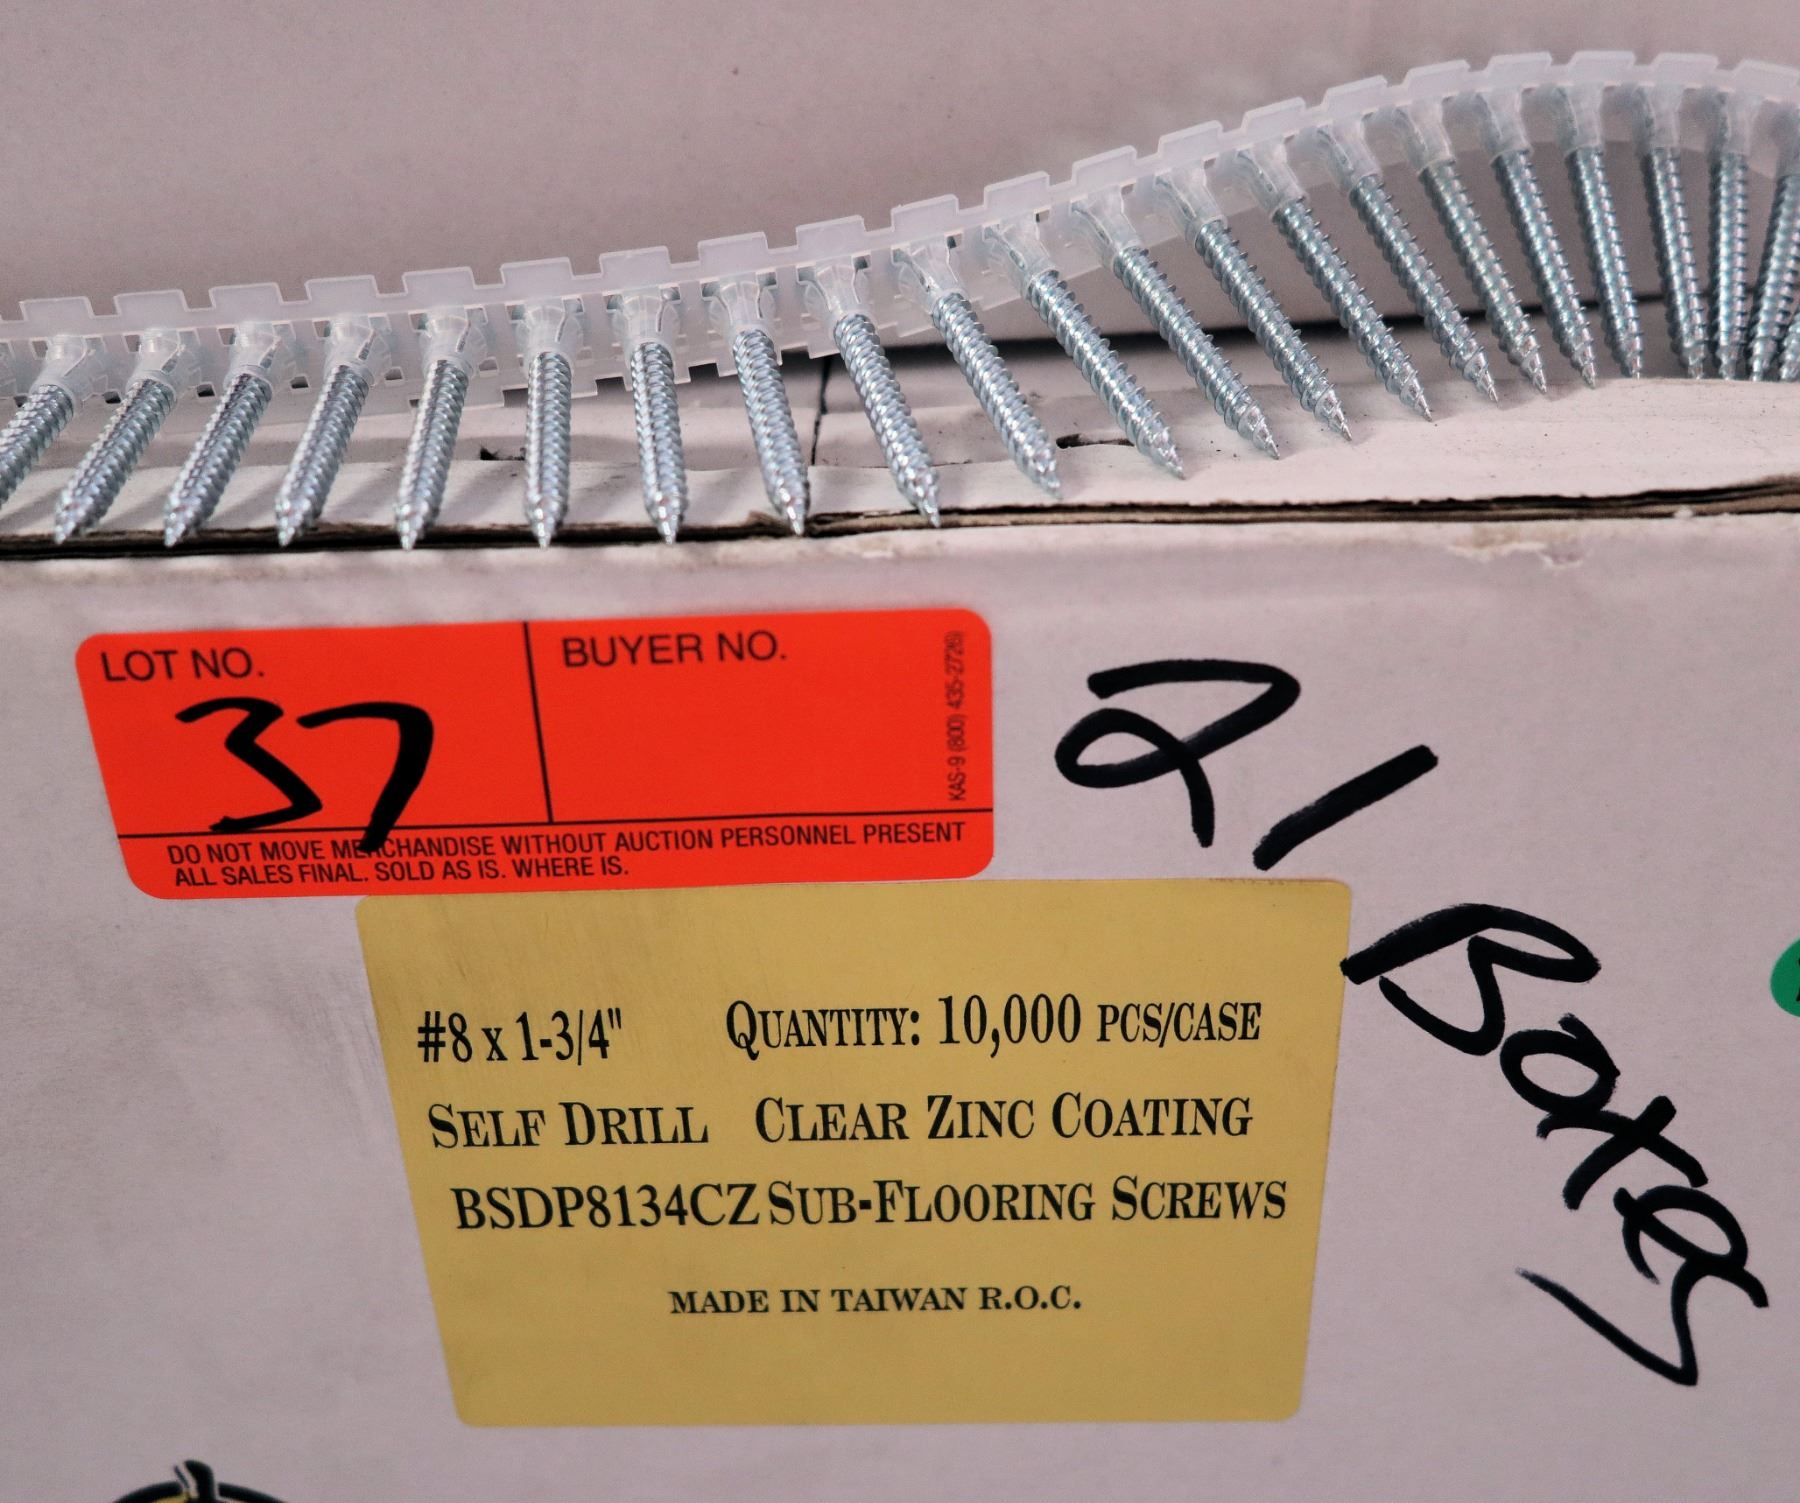 LOT NO.
37
BUYER NO.
KAS-9 (800) 435-2726)
DO NOT MOVE MERCHANDISE WITHOUT AUCTION PERSONNEL PRESENT
ALL SALES FINAL. SOLD AS IS. WHERE IS.
21
Boxes
#8 x 1-3/4" QUANTITY: 10,000 PCS/CASE
SELF DRILL CLEAR ZINC COATING
BSDP8134CZ SUB-FLOORING SCREWS
MADE IN TAIWAN R.O.C.